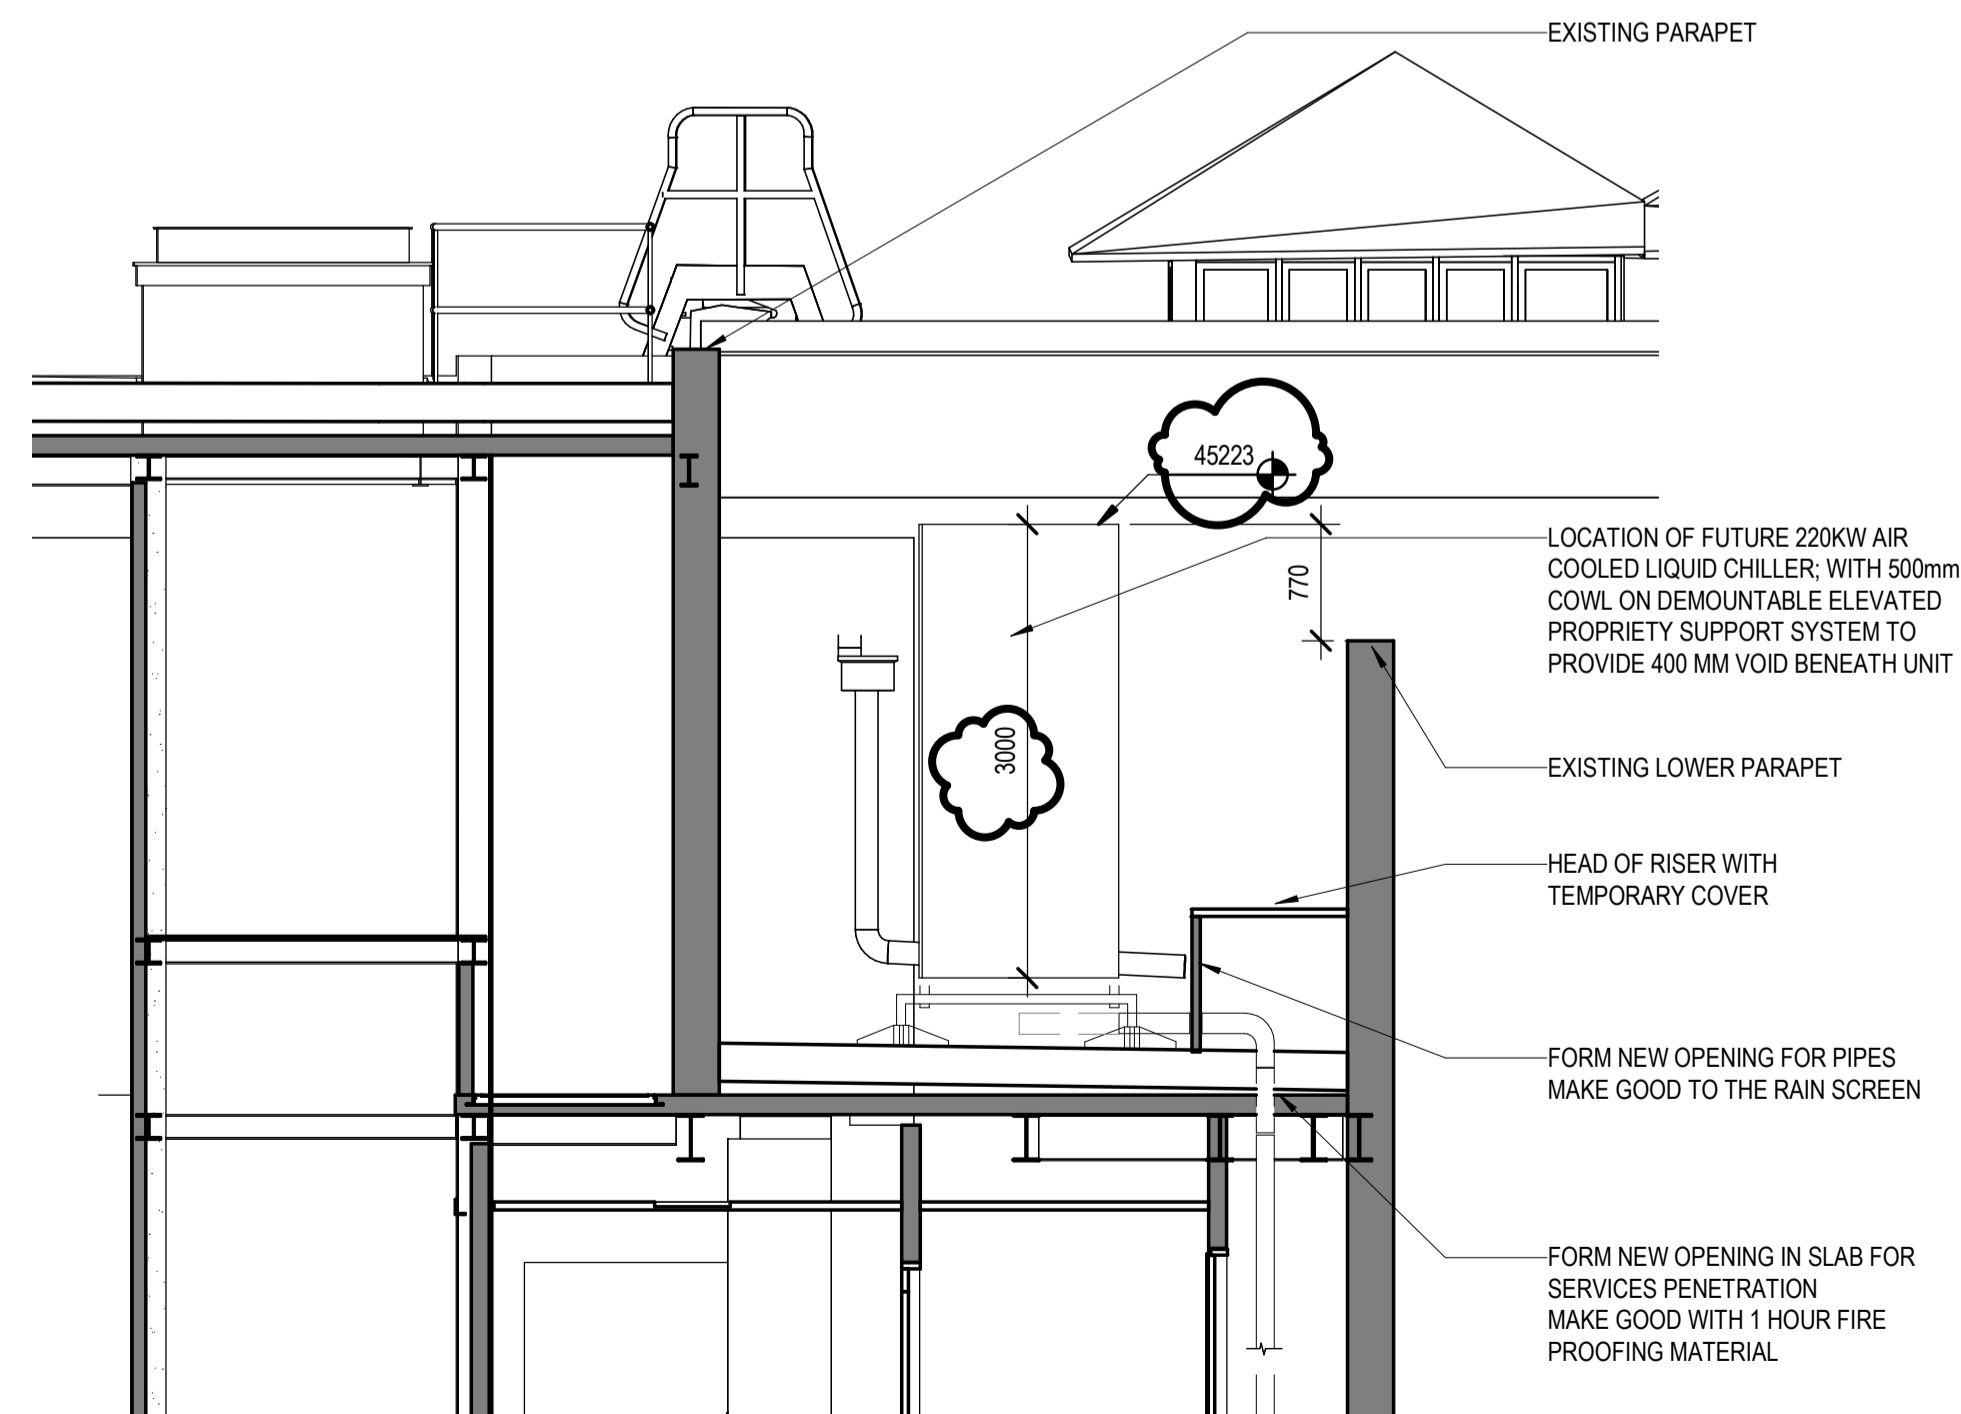 EXISTING PARAPET
45223
LOCATION OF FUTURE 220KW AIR
COOLED LIQUID CHILLER; WITH 500mm
COWL ON DEMOUNTABLE ELEVATED
PROPRIETY SUPPORT SYSTEM TO
PROVIDE 400 MM VOID BENEATH UNIT
770
3000
EXISTING LOWER PARAPET
HEAD OF RISER WITH
TEMPORARY COVER
FORM NEW OPENING FOR PIPES
MAKE GOOD TO THE RAIN SCREEN
FORM NEW OPENING IN SLAB FOR
SERVICES PENETRATION
MAKE GOOD WITH 1 HOUR FIRE
PROOFING MATERIAL